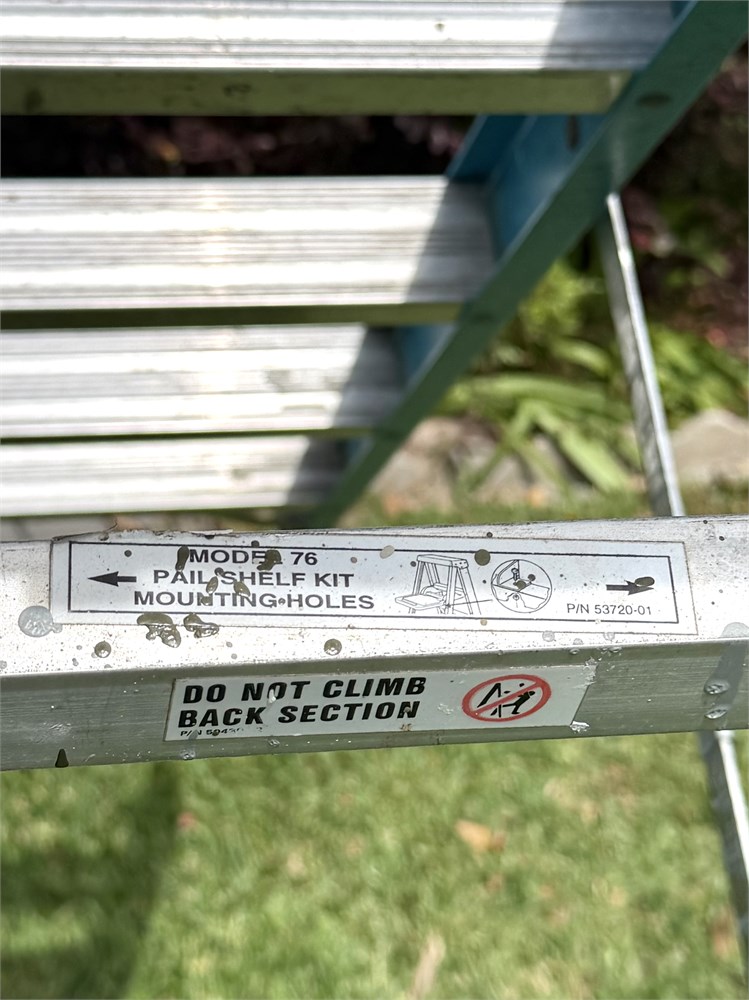 MODEL 76
PAIL SHELF KIT
MOUNTING HOLES
P/N 53720-01
DO NOT CLIMB
BACK SECTION
P/N